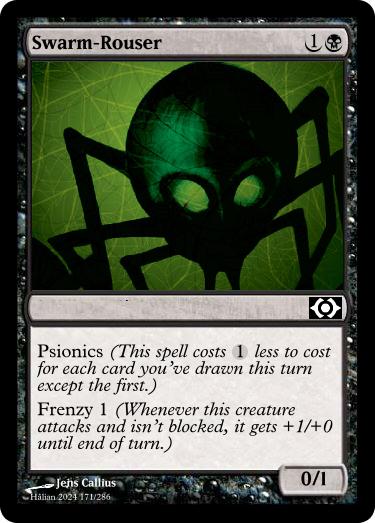 Swarm-Rouser 1
Psionics (This spell costs 1 less to cost
for each card you've drawn this turn
except the first.)
Frenzy 1 (Whenever this creature
attacks and isn't blocked, it gets +1/+0
until end of turn.)
Jens Callius
Hálian 2024 171/286
0/1